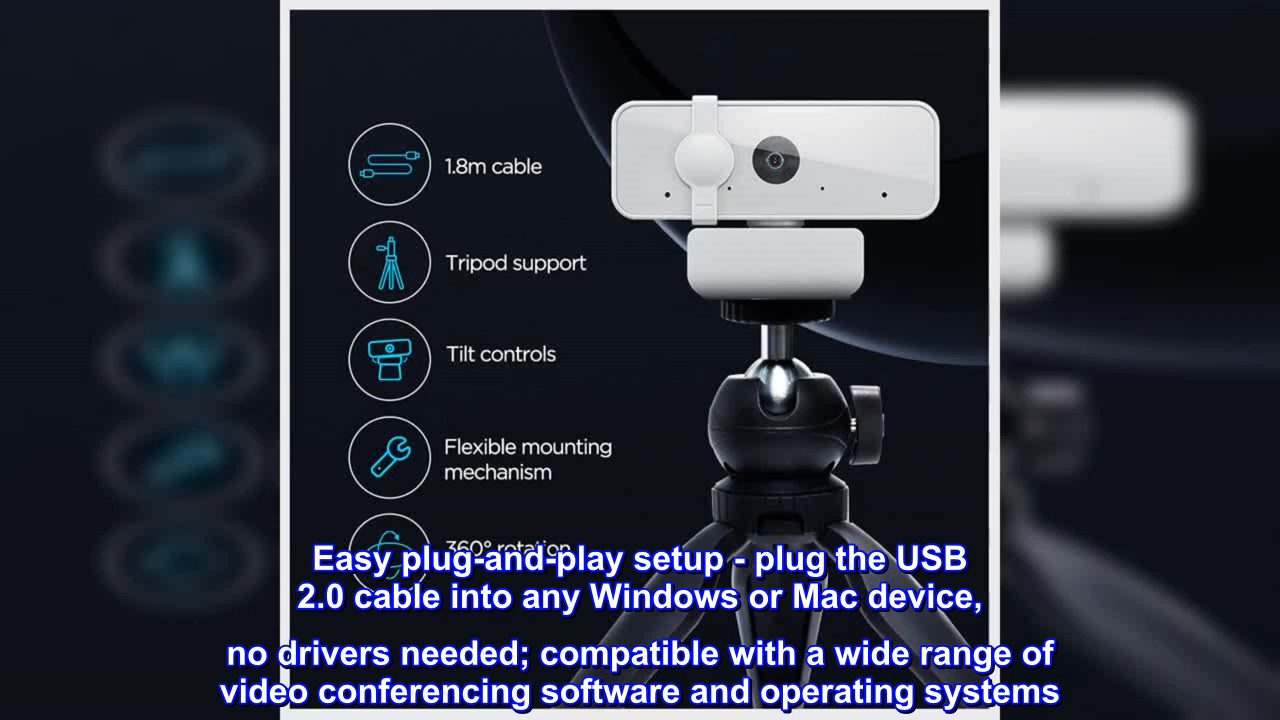 1.8m cable
Tripod support
Tilt controls
Flexible mounting
mechanism
360° rotation
Easy plug-and-play setup - plug the USB
2.0 cable into any Windows or Mac device,
no drivers needed; compatible with a wide range of
video conferencing software and operating systems